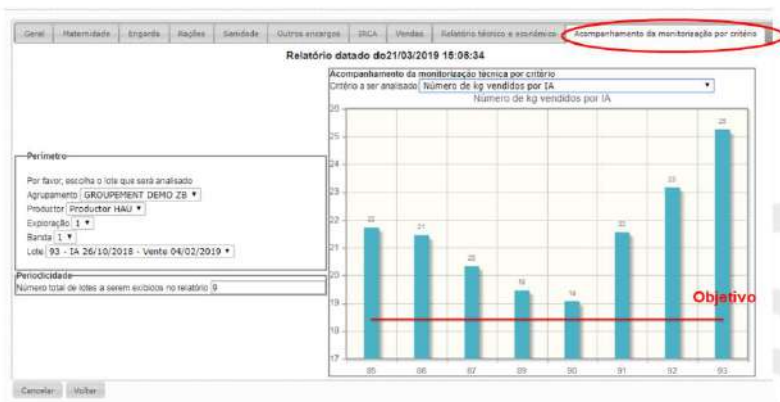 Geral Maternidade Engorda Rações Sanidade Outros encargos IRCA Vendas Relatório técnico e económico Acompanhamento da monitorização por critério
Relatório datado do21/03/2019 15:06:34
Acompanhamento da monitorização técnica por critério
Critério a ser analisado Número de kg vendidos por IA
Número de kg vendidos por IA
26
25
24
23
22
21
20
19
18
17
22
21
20
19
19
22
23
25
Objetivo
85 86 87 89 90 91 92 93
Perímetro
Por favor, escolha o lote que será analisado
Agrupamento GROUPEMENT DEMO ZB
Productor Productor HAU
Exploração 1
Banda 1
Lote 93 - IA 26/10/2018 - Vente 04/02/2019
Periodicidade
Número total de lotes a serem exibidos no relatório 9
Cancelar Voltar